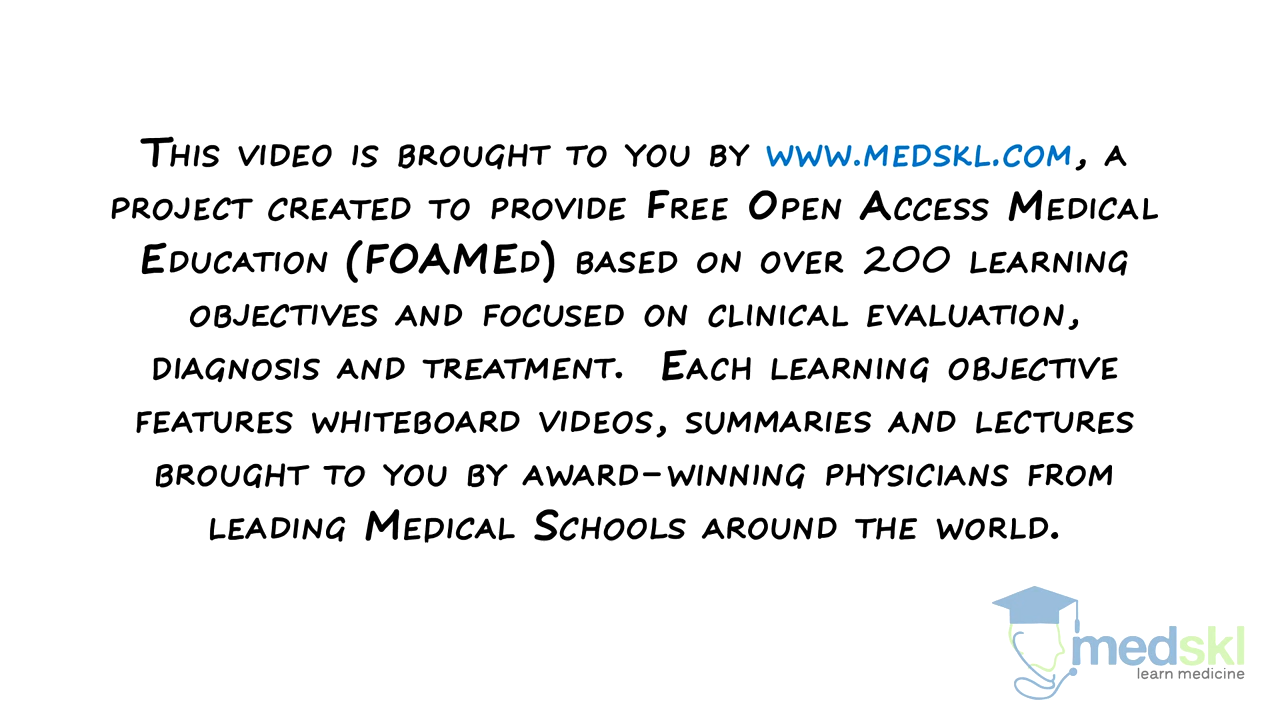 This video is brought to you by www.medskl.com, a
project created to provide Free Open Access Medical
Education (FOAMEd) based on over 200 learning
objectives and focused on clinical evaluation,
diagnosis and treatment.  Each learning objective
features whiteboard videos, summaries and lectures
brought to you by award-winning physicians from
leading Medical Schools around the world.
medskl
learn medicine